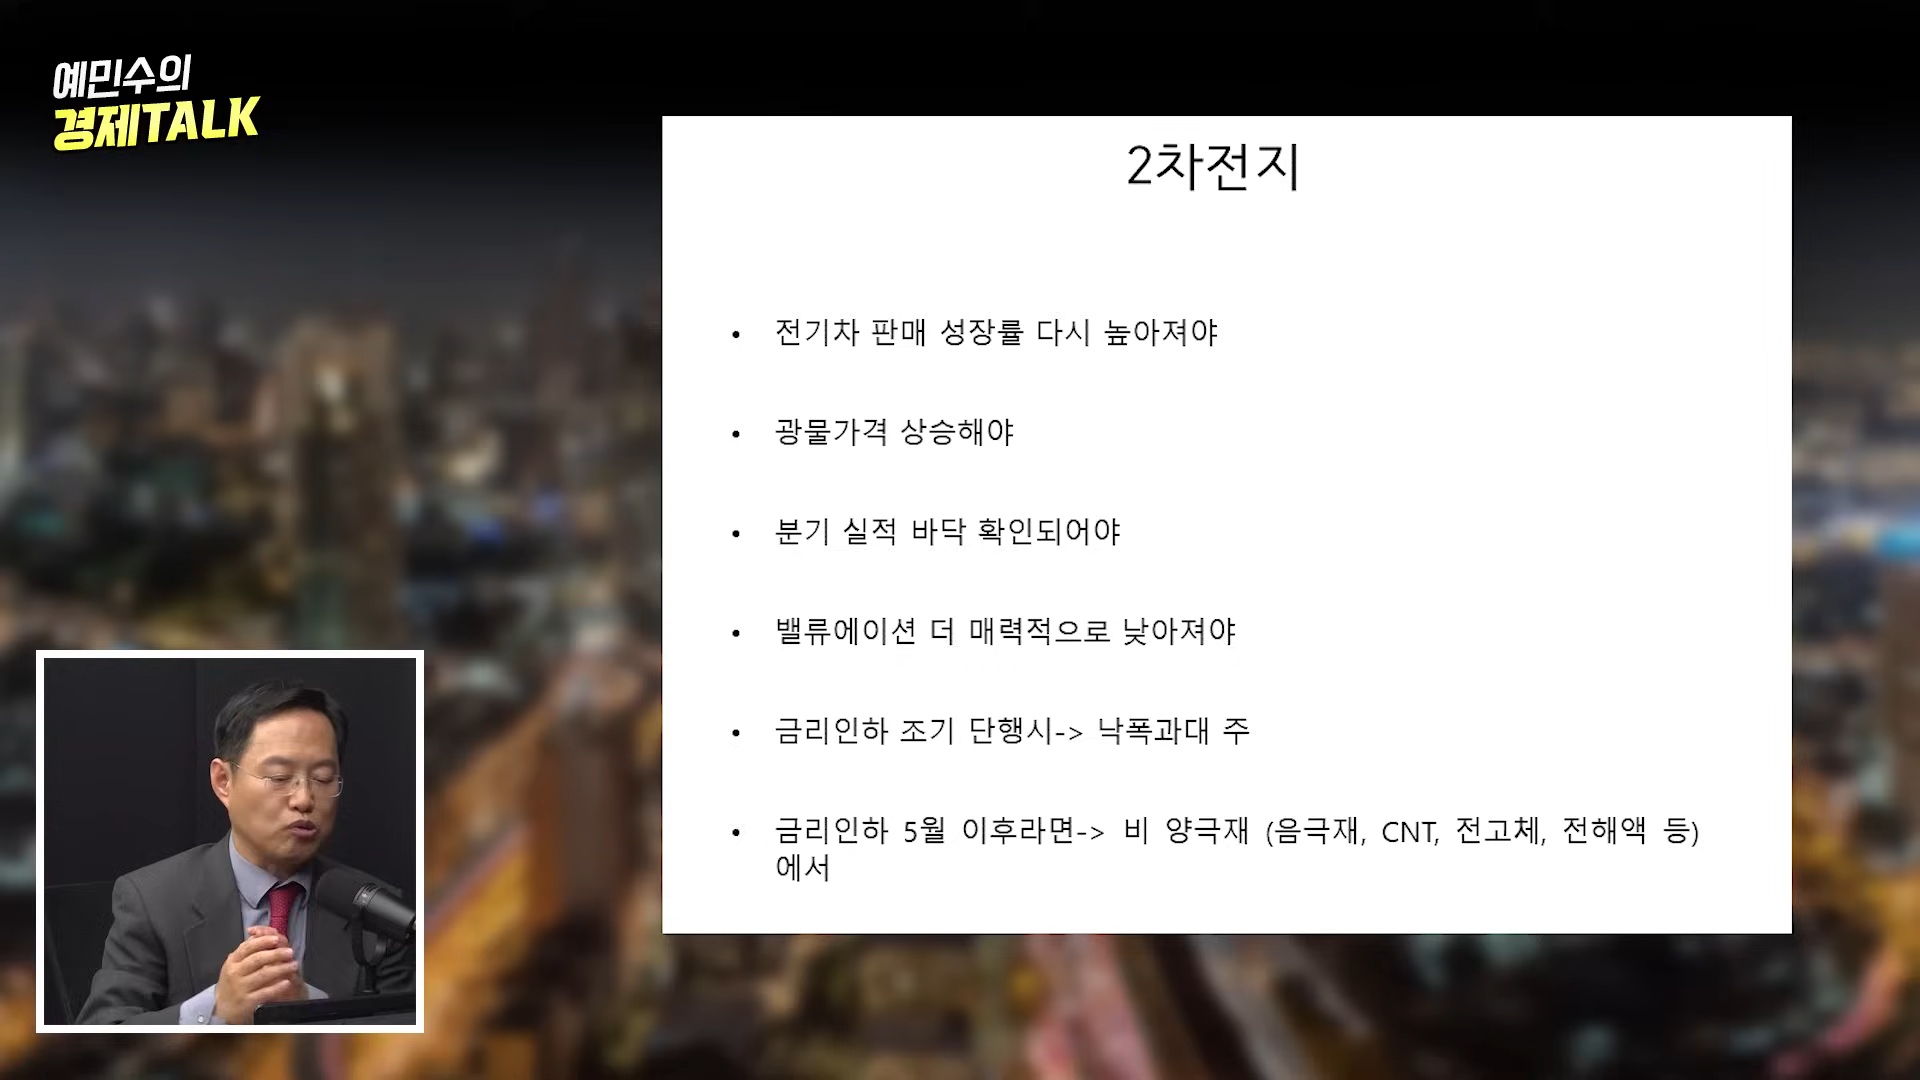 예민수의
경제TALK
2차전지
• 전기차 판매 성장률 다시 높아져야
• 광물가격 상승해야
• 분기 실적 바닥 확인되어야
• 밸류에이션 더 매력적으로 낮아져야
• 금리인하 조기 단행시-> 낙폭과대 주
• 금리인하 5월 이후라면-> 비 양극재 (음극재, CNT, 전고체, 전해액 등)
에서